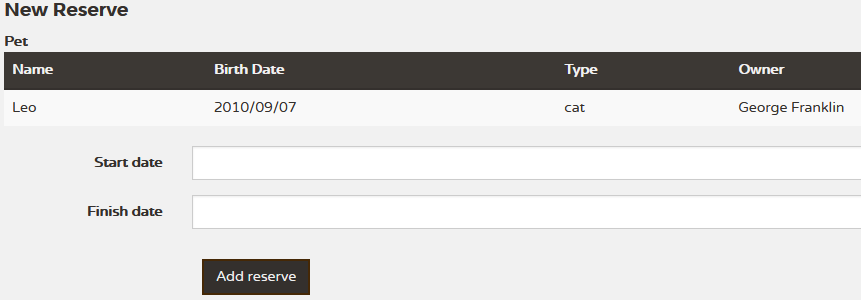 New Reserve
Pet
Name Birth Date Type Owner
Leo 2010/09/07 cat George Franklin
Start date
Finish date
Add reserve